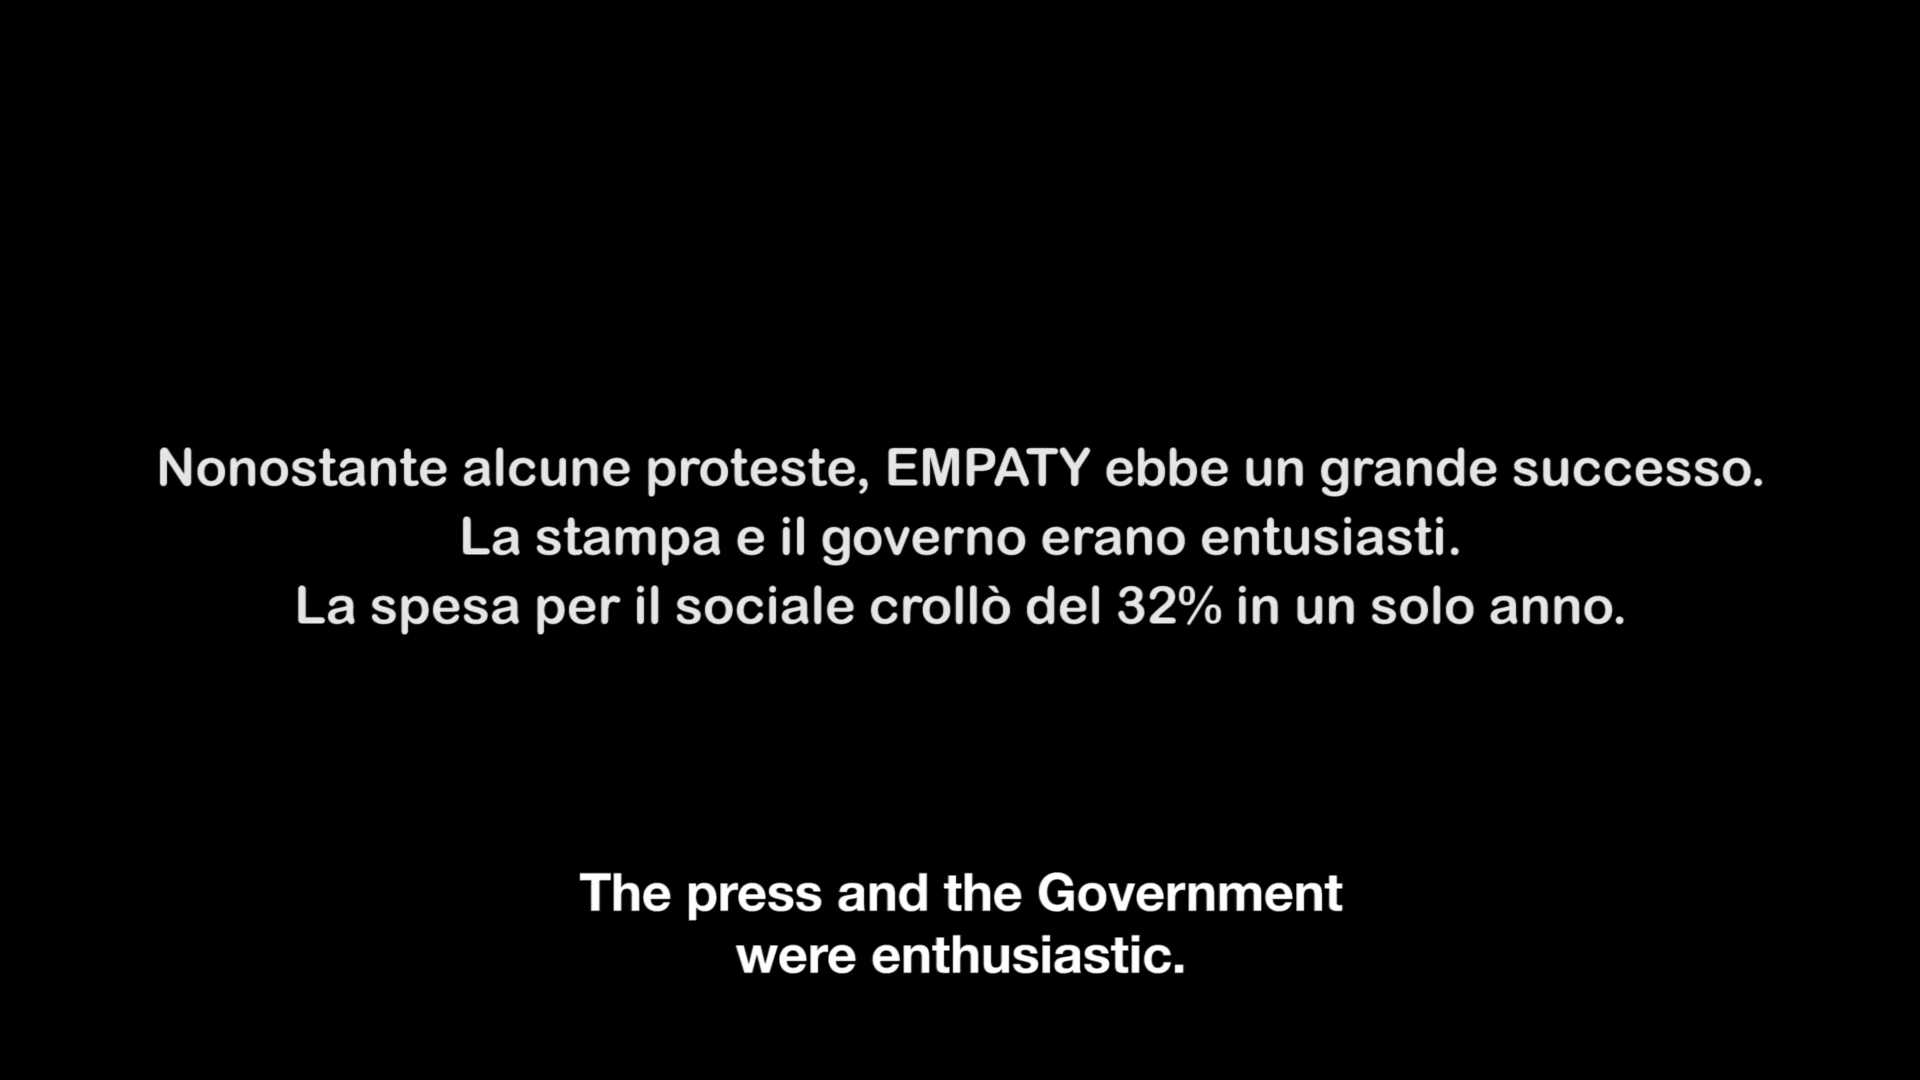 Nonostante alcune proteste, EMPATY ebbe un grande successo.
La stampa e il governo erano entusiasti.
La spesa per il sociale crollò del 32% in un solo anno.
The press and the Government
were enthusiastic.